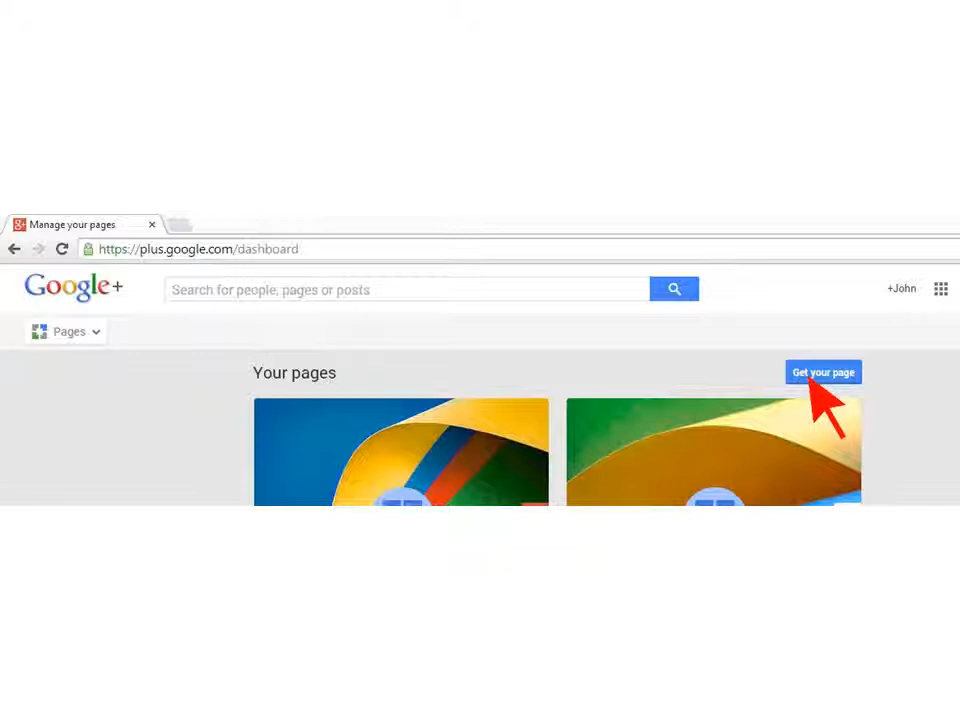 Manage your pages
https://plus.google.com/dashboard
Google+
Search for people, pages or posts
+John
Pages
Your pages
Get your page